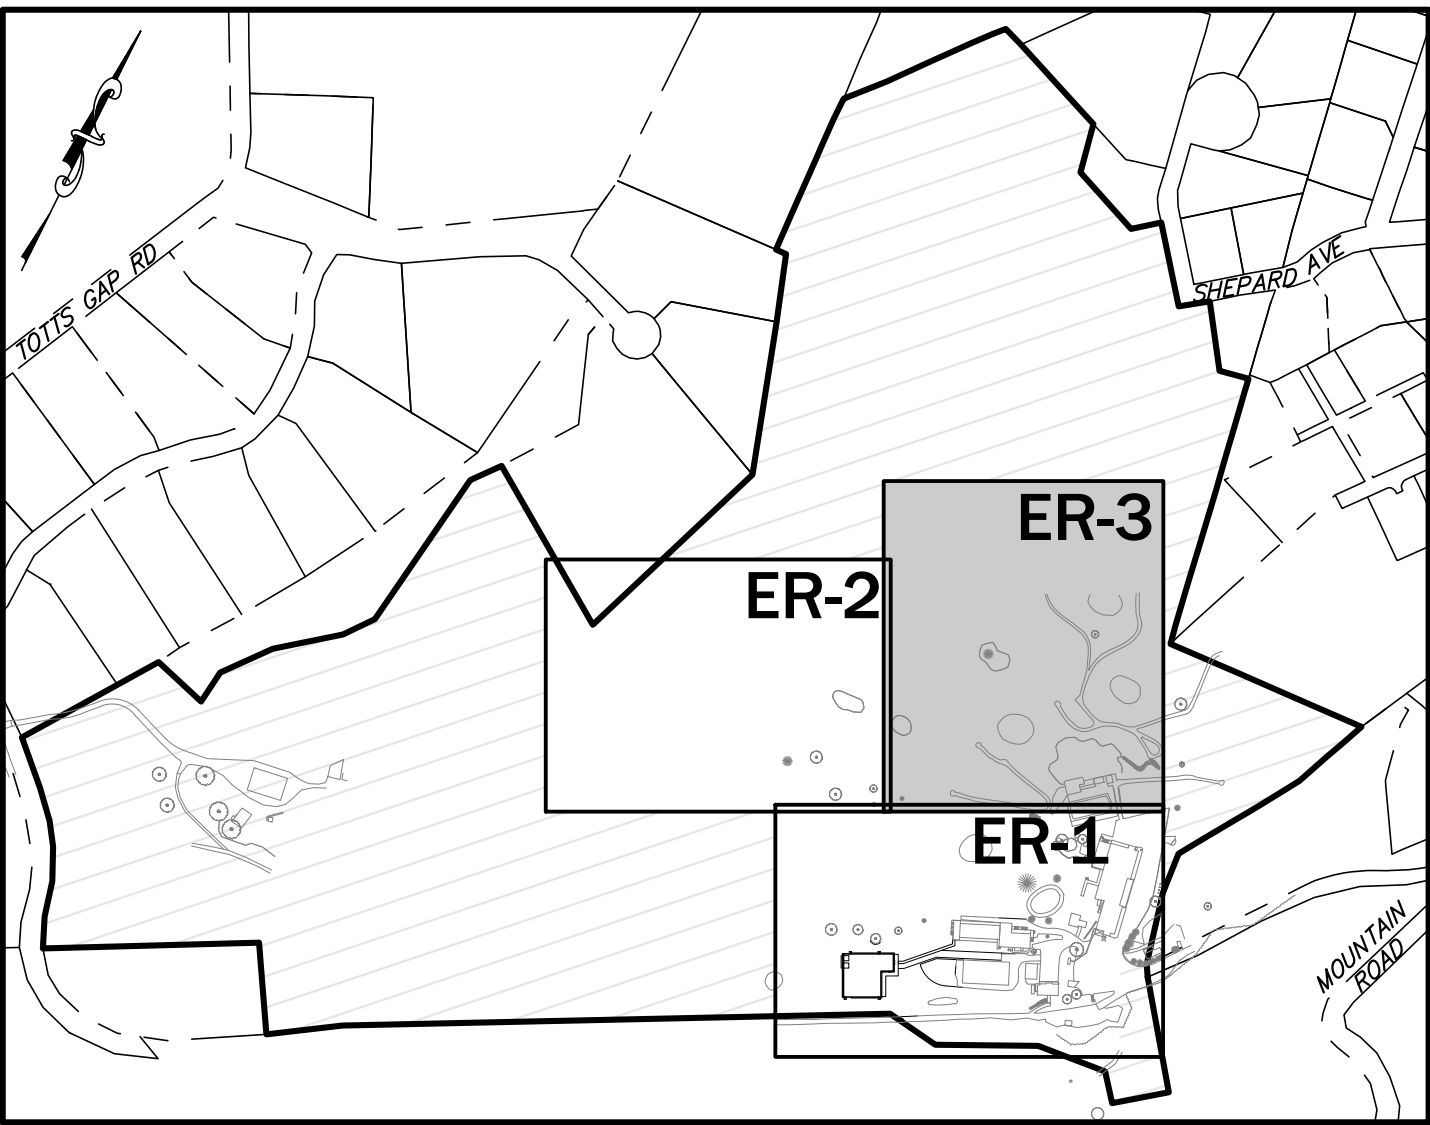 TOTTS GAP RD
SHEPARD AVE
ER-3
ER-2
ER-1
MOUNTAIN
ROAD